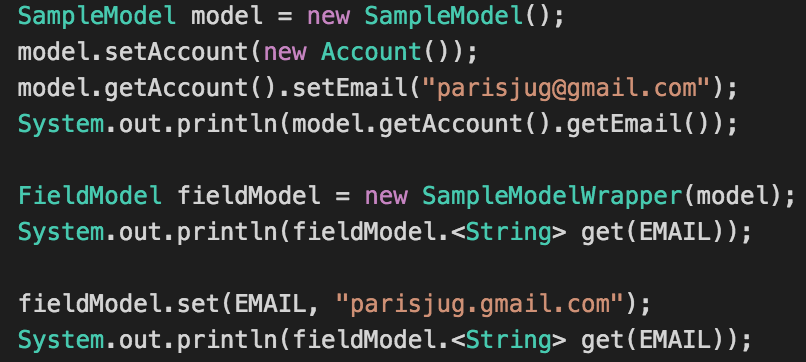 SampleModel model = new SampleModel();
model.setAccount(new Account());
model.getAccount().setEmail("parisjug@gmail.com");
System.out.println(model.getAccount().getEmail());
FieldModel fieldModel = new SampleModelWrapper(model);
System.out.println(fieldModel.<String> get(EMAIL));
fieldModel.set(EMAIL, "parisjug.gmail.com");
System.out.println(fieldModel.<String> get(EMAIL));